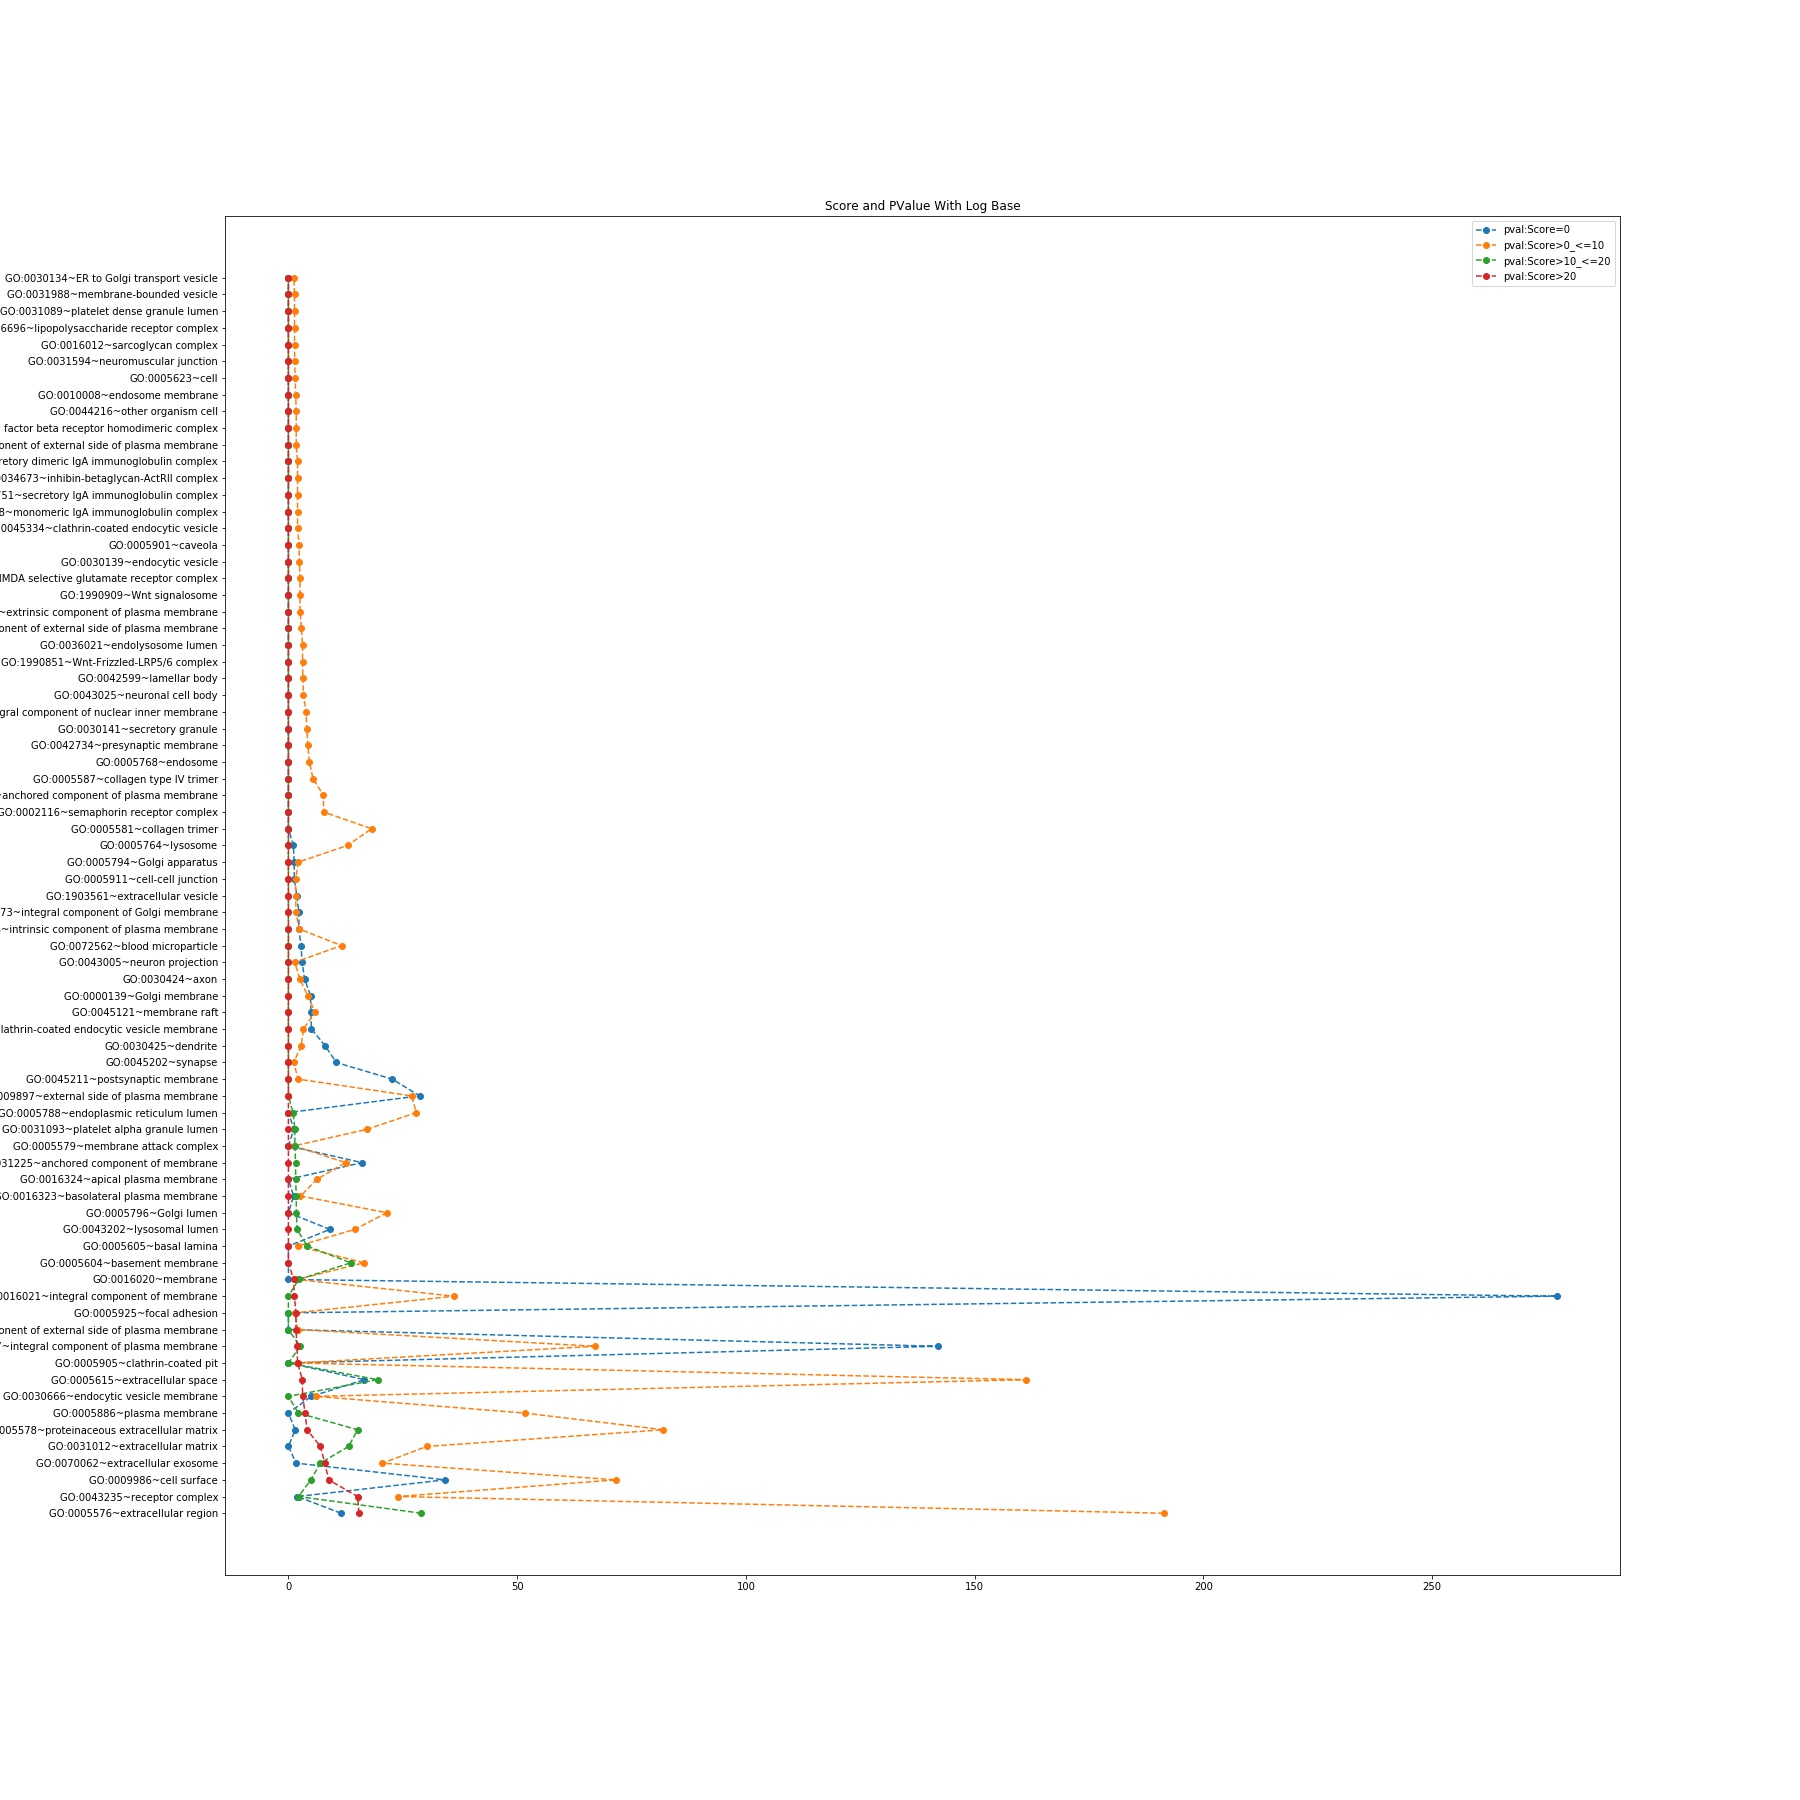 Score and PValue With Log Base
pval:Score=0
pval:Score>0_<=10
pval:Score>10_<=20
pval:Score>20
GO:0030134~ER to Golgi transport vesicle
GO:0031988~membrane-bounded vesicle
GO:0031089~platelet dense granule lumen
6696~lipopolysaccharide receptor complex
GO:0016012~sarcoglycan complex
GO:0031594~neuromuscular junction
GO:0005623~cell
GO:0010008~endosome membrane
GO:0044216~other organism cell
factor beta receptor homodimeric complex
onent of external side of plasma membrane
retory dimeric IgA immunoglobulin complex
034673~inhibin-betaglycan-ActRII complex
51~secretory IgA immunoglobulin complex
8~monomeric IgA immunoglobulin complex
0045334~clathrin-coated endocytic vesicle
GO:0005901~caveola
GO:0030139~endocytic vesicle
MDA selective glutamate receptor complex
GO:1990909~Wnt signalosome
~extrinsic component of plasma membrane
onent of external side of plasma membrane
GO:0036021~endolysosome lumen
GO:1990851~Wnt-Frizzled-LRP5/6 complex
GO:0042599~lamellar body
GO:0043025~neuronal cell body
gral component of nuclear inner membrane
GO:0030141~secretory granule
GO:0042734~presynaptic membrane
GO:0005768~endosome
GO:0005587~collagen type IV trimer
~anchored component of plasma membrane
GO:0002116~semaphorin receptor complex
GO:0005581~collagen trimer
GO:0005764~lysosome
GO:0005794~Golgi apparatus
GO:0005911~cell-cell junction
GO:1903561~extracellular vesicle
73~integral component of Golgi membrane
~intrinsic component of plasma membrane
GO:0072562~blood microparticle
GO:0043005~neuron projection
GO:0030424~axon
GO:0000139~Golgi membrane
GO:0045121~membrane raft
lathrin-coated endocytic vesicle membrane
GO:0030425~dendrite
GO:0045202~synapse
GO:0045211~postsynaptic membrane
009897~external side of plasma membrane
GO:0005788~endoplasmic reticulum lumen
GO:0031093~platelet alpha granule lumen
GO:0005579~membrane attack complex
031225~anchored component of membrane
GO:0016324~apical plasma membrane
GO:0016323~basolateral plasma membrane
GO:0005796~Golgi lumen
GO:0043202~lysosomal lumen
GO:0005605~basal lamina
GO:0005604~basement membrane
GO:0016020~membrane
0016021~integral component of membrane
GO:0005925~focal adhesion
onent of external side of plasma membrane
~integral component of plasma membrane
GO:0005905~clathrin-coated pit
GO:0005615~extracellular space
GO:0030666~endocytic vesicle membrane
GO:0005886~plasma membrane
005578~proteinaceous extracellular matrix
GO:0031012~extracellular matrix
GO:0070062~extracellular exosome
GO:0009986~cell surface
GO:0043235~receptor complex
GO:0005576~extracellular region
0 50 100 150 200 250